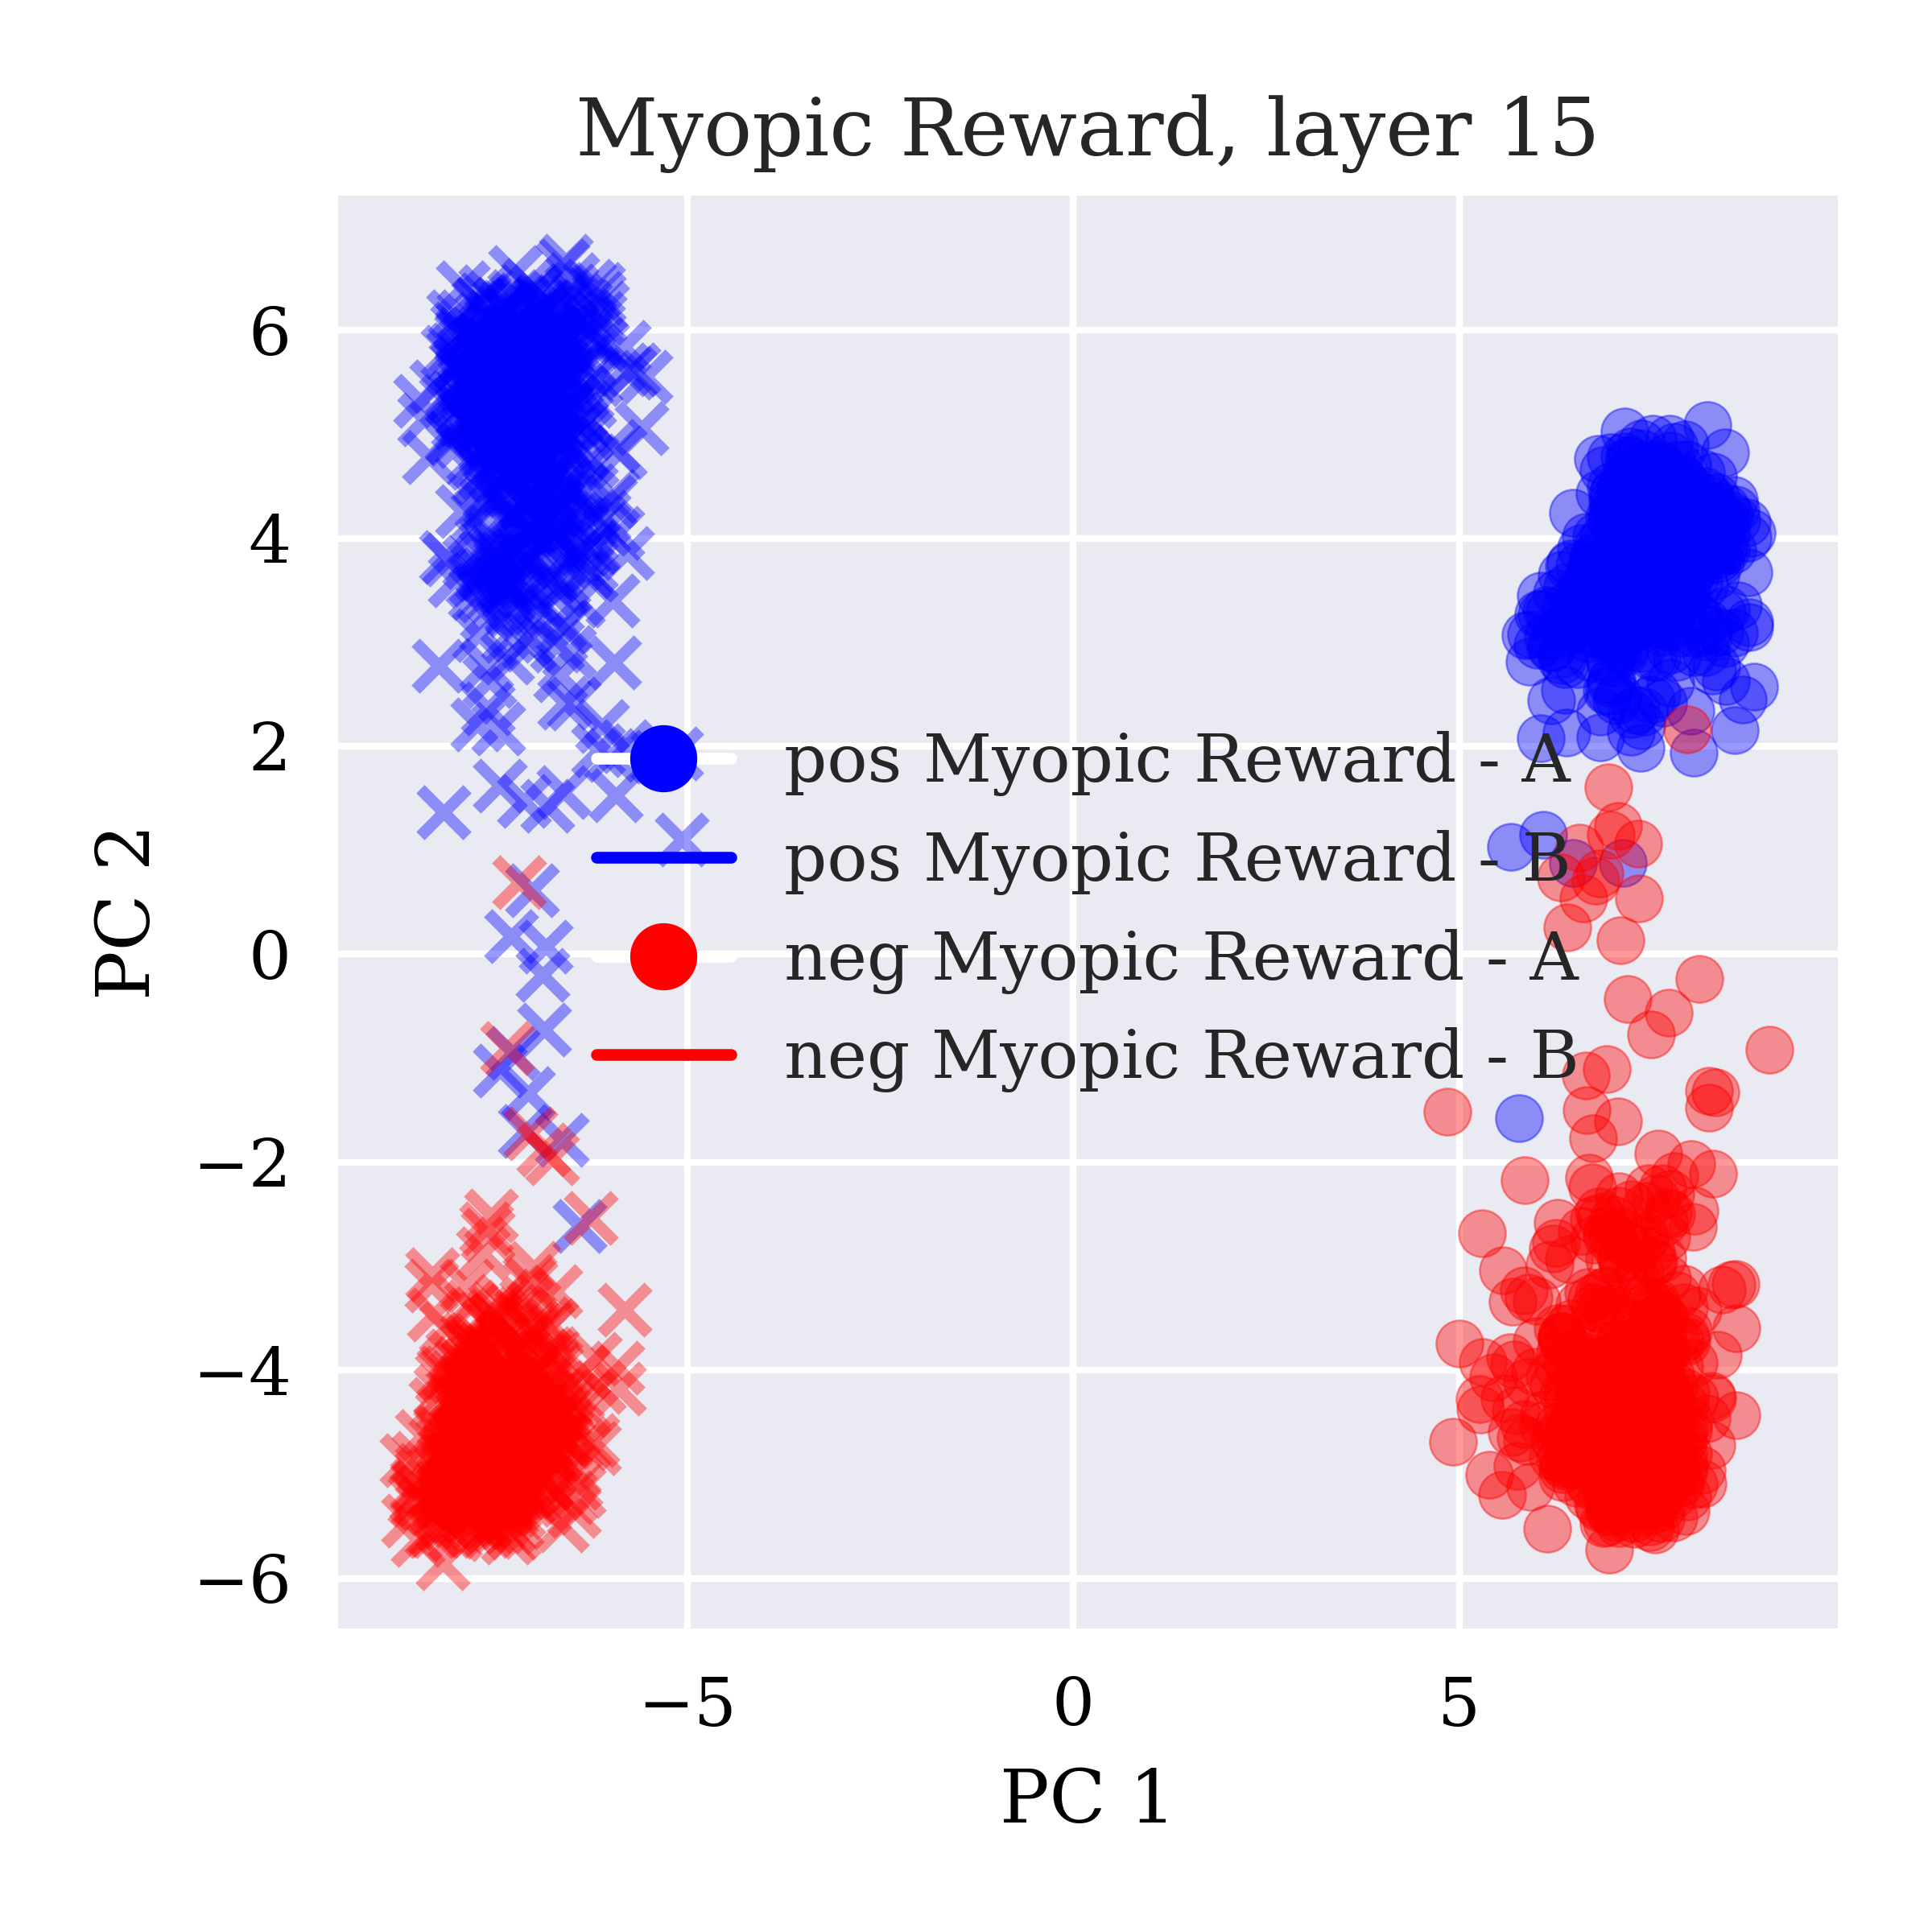 Myopic Reward, layer 15
PC 2
6
4
2
0
−2
−4
−6
pos Myopic Reward - A
pos Myopic Reward - B
neg Myopic Reward - A
neg Myopic Reward - B
−5 0 5
PC 1